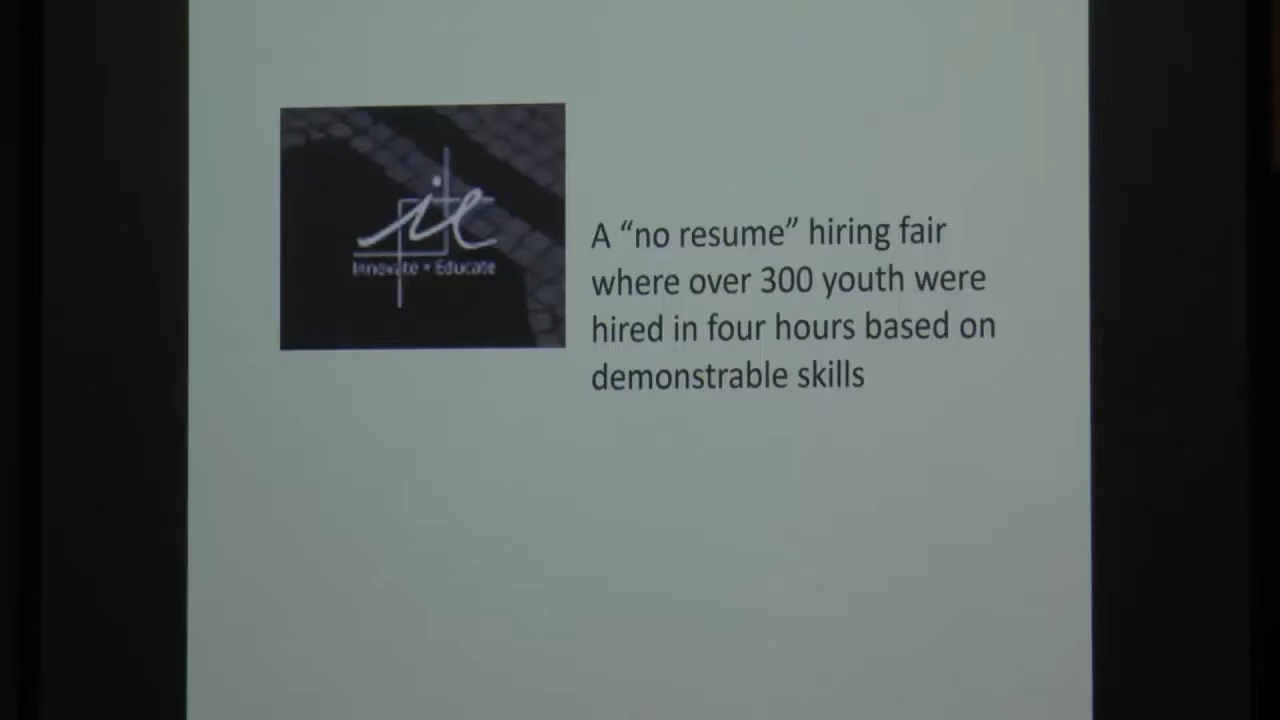 ie
Innovate • Educate
A “no resume” hiring fair
where over 300 youth were
hired in four hours based on
demonstrable skills